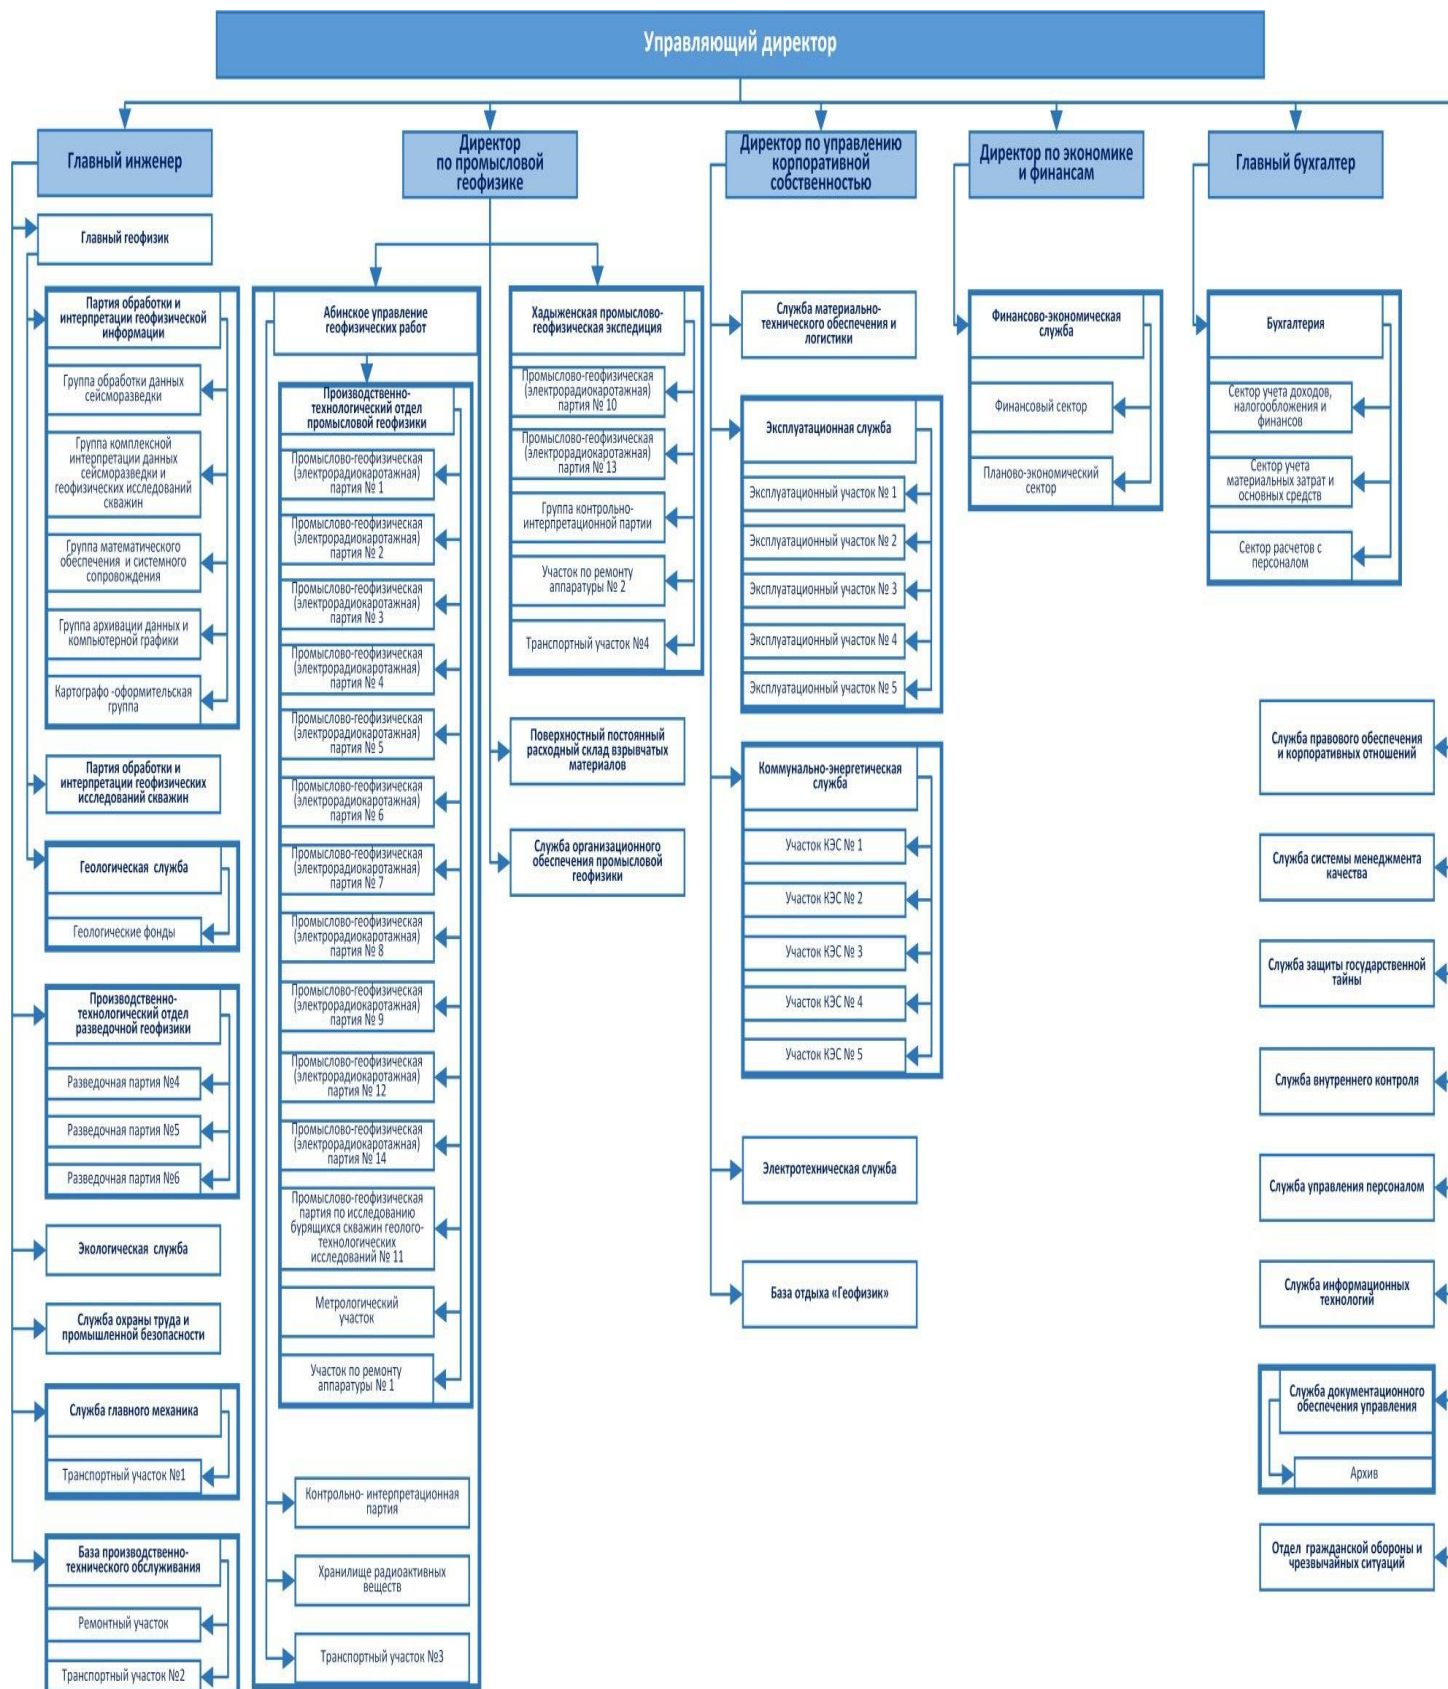 Управляющий директор
Главный инженер
Директор
по промысловой
геофизике
Директор по управлению
корпоративной
собственностью
Директор по экономике
и финансам
Главный бухгалтер
Главный геофизик
Партия обработки и
интерпретации геофизической
информации
Группа обработки данных
сейсморазведки
Группа комплексной
интерпретации данных
сейсморазведки и
геофизических исследований
скважин
Группа математического
обеспечения и системного
сопровождения
Группа архивации данных и
компьютерной графики
Картографо -оформительская
группа
Партия обработки и
интерпретации геофизических
исследований скважин
Геологическая служба
Геологические фонды
Производственно-
технологический отдел
разведочной геофизики
Разведочная партия №4
Разведочная партия №5
Разведочная партия №6
Экологическая служба
Служба охраны труда и
промышленной безопасности
Служба главного механика
Транспортный участок №1
База производственно-
технического обслуживания
Ремонтный участок
Транспортный участок №2
Абинское управление
геофизических работ
Производственно-
технологический отдел
промысловой геофизики
Промыслово-геофизическая
(электрорадиокаротажная)
партия № 1
Промыслово-геофизическая
(электрорадиокаротажная)
партия № 2
Промыслово-геофизическая
(электрорадиокаротажная)
партия № 3
Промыслово-геофизическая
(электрорадиокаротажная)
партия № 4
Промыслово-геофизическая
(электрорадиокаротажная)
партия № 5
Промыслово-геофизическая
(электрорадиокаротажная)
партия № 6
Промыслово-геофизическая
(электрорадиокаротажная)
партия № 7
Промыслово-геофизическая
(электрорадиокаротажная)
партия № 8
Промыслово-геофизическая
(электрорадиокаротажная)
партия № 9
Промыслово-геофизическая
(электрорадиокаротажная)
партия № 12
Промыслово-геофизическая
(электрорадиокаротажная)
партия № 14
Промыслово-геофизическая
партия по исследованию
бурящихся скважин геолого-
технологических
исследований № 11
Метрологический
участок
Участок по ремонту
аппаратуры № 1
Контрольно- интерпретационная
партия
Хранилище радиоактивных
веществ
Транспортный участок №3
Хадыженская промыслово-
геофизическая экспедиция
Промыслово-геофизическая
(электрорадиокаротажная)
партия № 10
Промыслово-геофизическая
(электрорадиокаротажная)
партия № 13
Группа контрольно-
интерпретационной партии
Участок по ремонту
аппаратуры № 2
Транспортный участок №4
Поверхностный постоянный
расходный склад взрывчатых
материалов
Служба организационного
обеспечения промысловой
геофизики
Служба материально-
технического обеспечения и
логистики
Эксплуатационная служба
Эксплуатационный участок № 1
Эксплуатационный участок № 2
Эксплуатационный участок № 3
Эксплуатационный участок № 4
Эксплуатационный участок № 5
Коммунально-энергетическая
служба
Участок КЭС № 1
Участок КЭС № 2
Участок КЭС № 3
Участок КЭС № 4
Участок КЭС № 5
Электротехническая служба
База отдыха «Геофизик»
Финансово-экономическая
служба
Финансовый сектор
Планово-экономический
сектор
Бухгалтерия
Сектор учета доходов,
налогообложения и
финансов
Сектор учета
материальных затрат и
основных средств
Сектор расчетов с
персоналом
Служба правового обеспечения
и корпоративных отношений
Служба системы менеджмента
качества
Служба защиты государственной
тайны
Служба внутреннего контроля
Служба управления персоналом
Служба информационных
технологий
Служба документационного
обеспечения управления
Архив
Отдел гражданской обороны и
чрезвычайных ситуаций